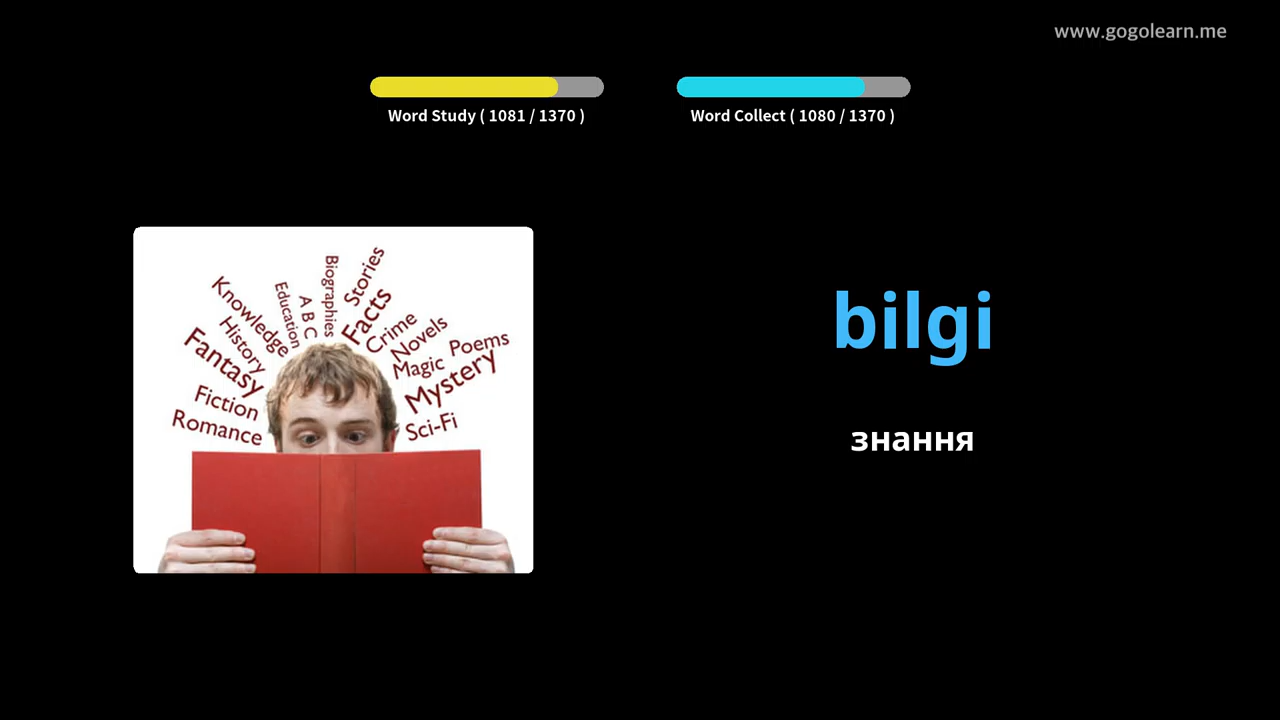 www.gogolearn.me
Word Study ( 1081 / 1370 )
Word Collect ( 1080 / 1370 )
Romance
Fiction
Fantasy
History
Knowledge
Education
A B C
Biographies
Stories
Facts
Crime
Novels
Magic
Poems
Mystery
Sci-Fi
bilgi
знання